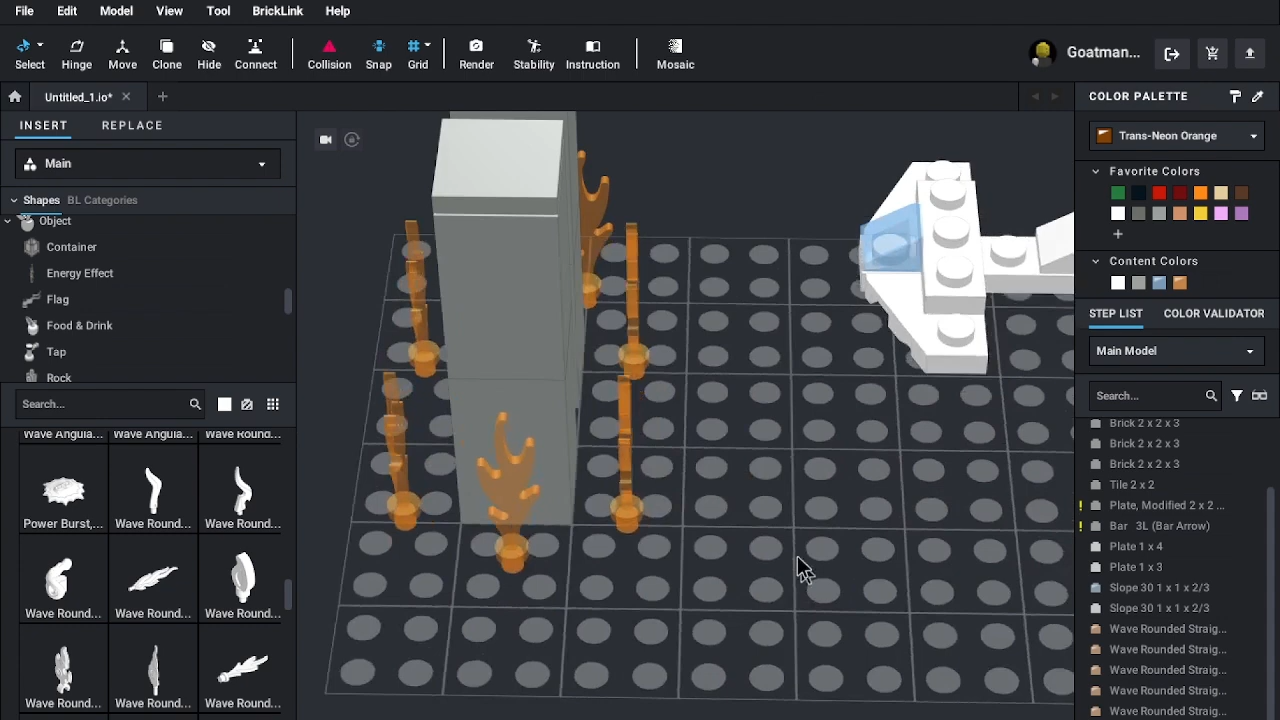 File Edit Model View Tool BrickLink Help
Select Hinge Move Clone Hide Connect Collision Snap Grid Render Stability Instruction Mosaic
Goatman...
Untitled_1.io*
INSERT REPLACE
Main
Shapes BL Categories
Object
Container
Energy Effect
Flag
Food & Drink
Tap
Rock
Search...
Wave Angula... Wave Angula... Wave Round...
Power Burst,... Wave Round... Wave Round...
Wave Round... Wave Round... Wave Round...
Wave Round... Wave Round... Wave Round...
COLOR PALETTE
Trans-Neon Orange
Favorite Colors
Content Colors
STEP LIST COLOR VALIDATOR
Main Model
Search...
Brick 2 x 2 x 3
Brick 2 x 2 x 3
Brick 2 x 2 x 3
Tile 2 x 2
Plate, Modified 2 x 2 ...
Bar 3L (Bar Arrow)
Plate 1 x 4
Plate 1 x 3
Slope 30 1 x 1 x 2/3
Slope 30 1 x 1 x 2/3
Wave Rounded Straig...
Wave Rounded Straig...
Wave Rounded Straig...
Wave Rounded Straig...
Wave Rounded Straig...